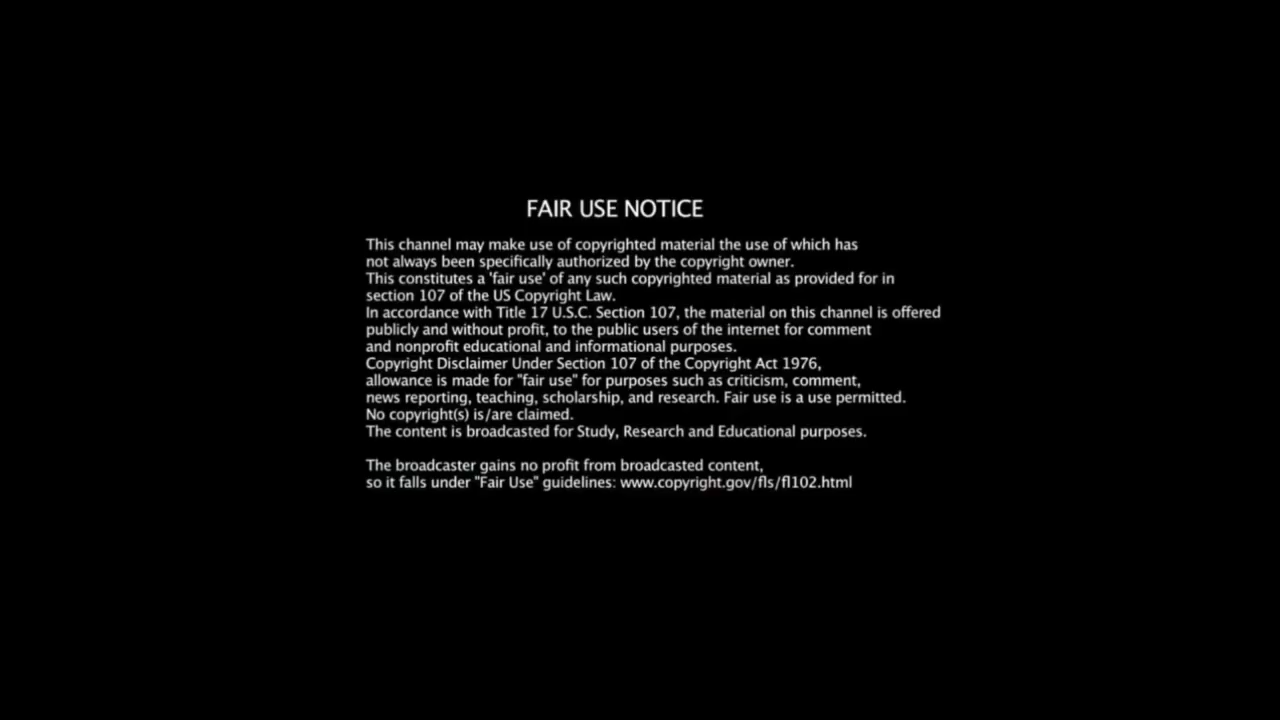 FAIR USE NOTICE
This channel may make use of copyrighted material the use of which has
not always been specifically authorized by the copyright owner.
This constitutes a 'fair use' of any such copyrighted material as provided for in
section 107 of the US Copyright Law.
In accordance with Title 17 U.S.C. Section 107, the material on this channel is offered
publicly and without profit, to the public users of the internet for comment
and nonprofit educational and informational purposes.
Copyright Disclaimer Under Section 107 of the Copyright Act 1976,
allowance is made for "fair use" for purposes such as criticism, comment,
news reporting, teaching, scholarship, and research. Fair use is a use permitted.
No copyright(s) is/are claimed.
The content is broadcasted for Study, Research and Educational purposes.
The broadcaster gains no profit from broadcasted content,
so it falls under "Fair Use" guidelines: www.copyright.gov/fls/fl102.html